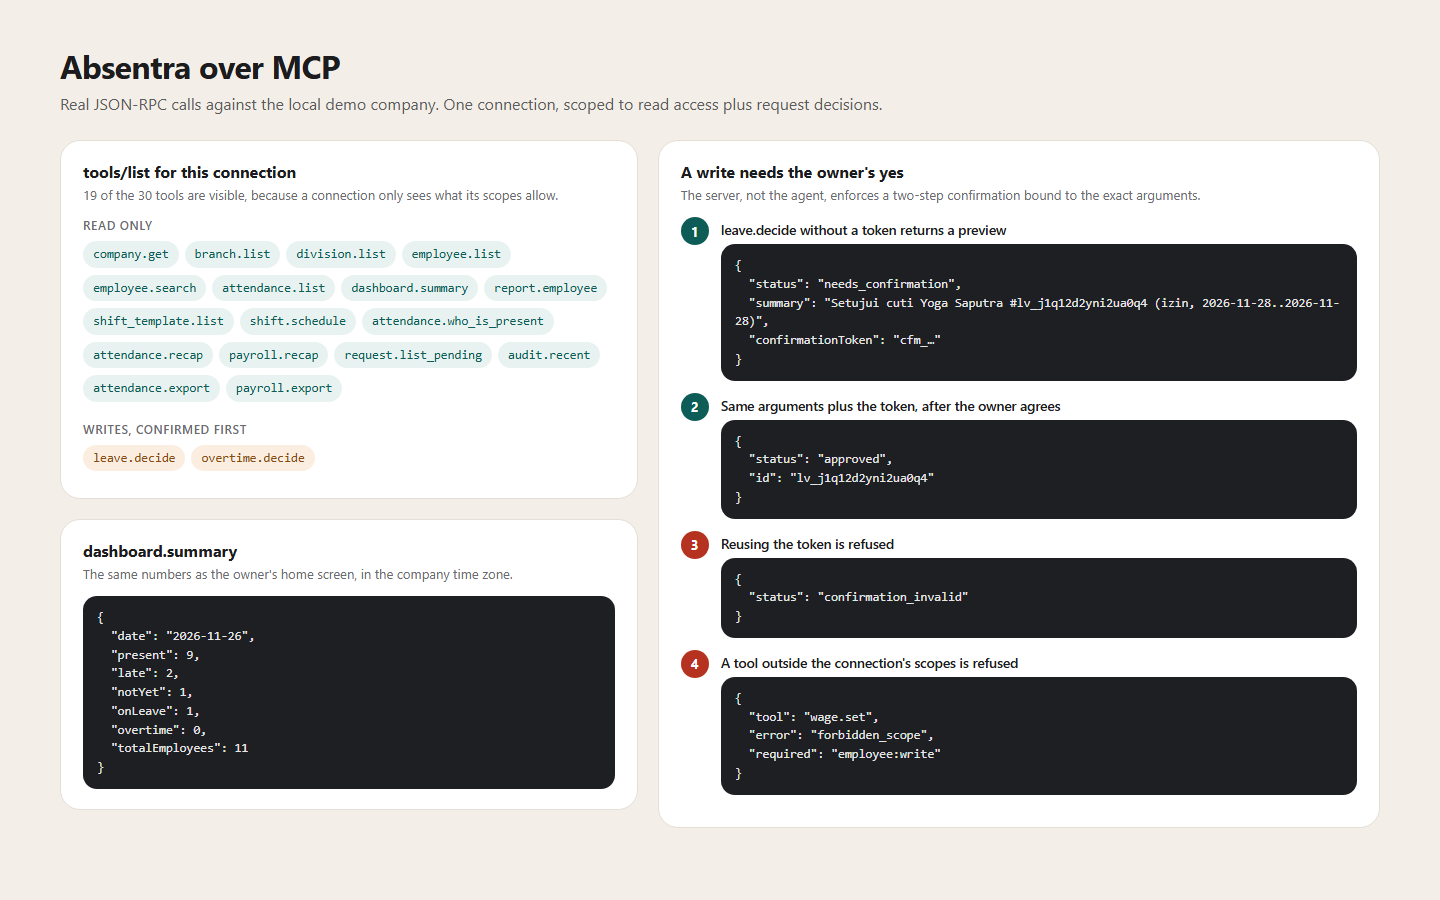 Absentra over MCP
Real JSON-RPC calls against the local demo company. One connection, scoped to read access plus request decisions.
tools/list for this connection
19 of the 30 tools are visible, because a connection only sees what its scopes allow.
READ ONLY
company.get branch.list division.list employee.list
employee.search attendance.list dashboard.summary report.employee
shift_template.list shift.schedule attendance.who_is_present
attendance.recap payroll.recap request.list_pending audit.recent
attendance.export payroll.export
WRITES, CONFIRMED FIRST
leave.decide overtime.decide
dashboard.summary
The same numbers as the owner's home screen, in the company time zone.
{
"date": "2026-11-26",
"present": 9,
"late": 2,
"notYet": 1,
"onLeave": 1,
"overtime": 0,
"totalEmployees": 11
}
A write needs the owner's yes
The server, not the agent, enforces a two-step confirmation bound to the exact arguments.
1 leave.decide without a token returns a preview
{
"status": "needs_confirmation",
"summary": "Setujui cuti Yoga Saputra #lv_j1q12d2yni2ua0q4 (izin, 2026-11-28..2026-11-
28)",
"confirmationToken": "cfm_…"
}
2 Same arguments plus the token, after the owner agrees
{
"status": "approved",
"id": "lv_j1q12d2yni2ua0q4"
}
3 Reusing the token is refused
{
"status": "confirmation_invalid"
}
4 A tool outside the connection's scopes is refused
{
"tool": "wage.set",
"error": "forbidden_scope",
"required": "employee:write"
}